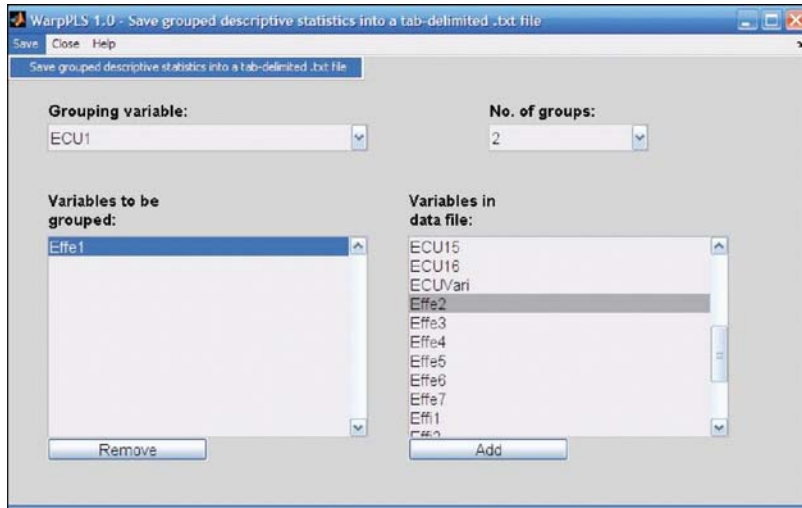 WarpPLS 1.0 - Save grouped descriptive statistics into a tab-delimited .txt file
Save Close Help
Save grouped descriptive statistics into a tab-delimited .txt file
Grouping variable:
ECU1
No. of groups:
2
Variables to be
grouped:
Effe1
Remove
Variables in
data file:
ECU15
ECU16
ECUVari
Effe2
Effe3
Effe4
Effe5
Effe6
Effe7
Effi1
Effi2
Add